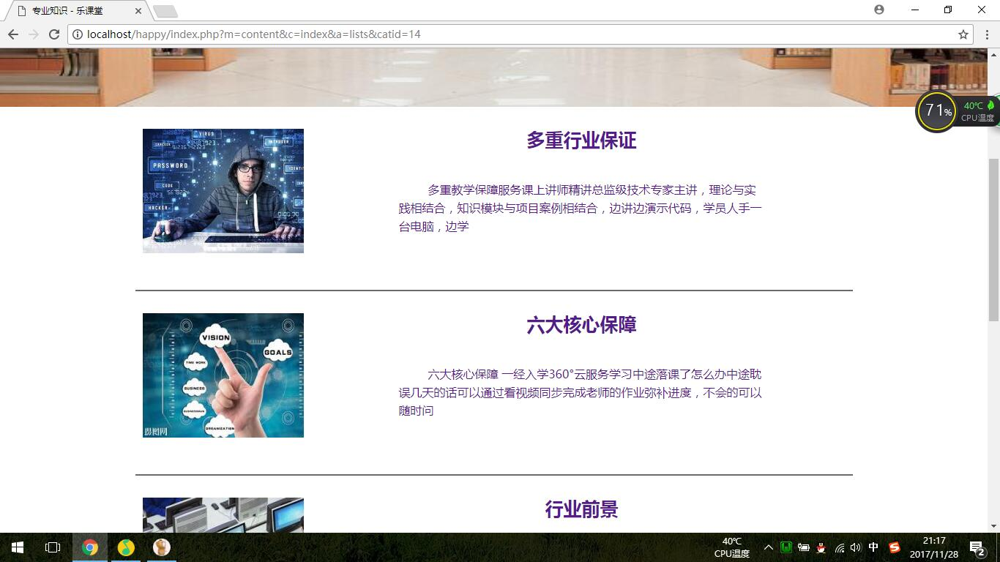 专业知识 - 乐课堂
localhost/happy/index.php?m=content&c=index&a=lists&catid=14
71%
40℃
CPU温度
VIRUS
PASSWORD
CODE
HACKER
多重行业保证
多重教学保障服务课上讲师精讲总监级技术专家主讲，理论与实
践相结合，知识模块与项目案例相结合，边讲边演示代码，学员人手一
台电脑，边学
VISION
GOALS
TIME WORK
BUSINESS
ORGANIZATION
摄图网
六大核心保障
六大核心保障 一经入学360°云服务学习中途落课了怎么办中途耽
误几天的话可以通过看视频同步完成老师的作业弥补进度，不会的可以
随时问
行业前景
40℃
CPU温度
中
21:17
2017/11/28
2